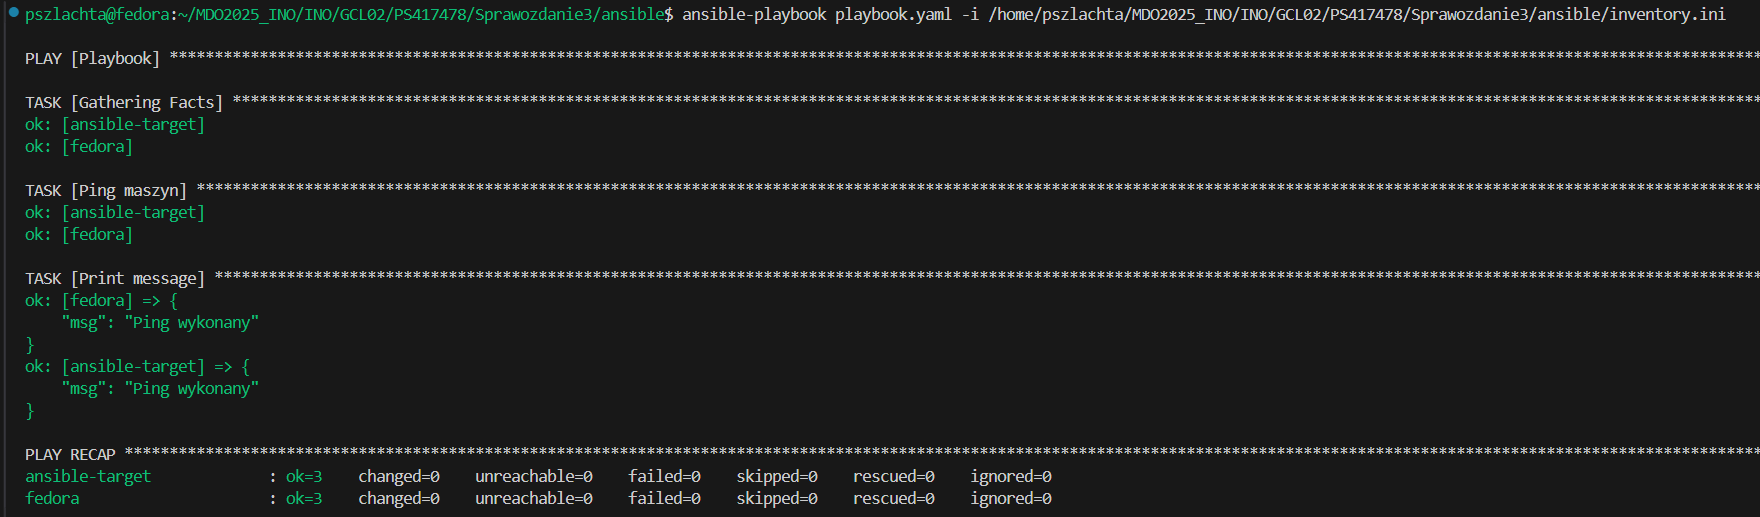 pszlachta@fedora:~/MDO2025_INO/INO/GCL02/PS417478/Sprawozdanie3/ansible$ ansible-playbook playbook.yaml -i /home/pszlachta/MDO2025_INO/INO/GCL02/PS417478/Sprawozdanie3/ansible/inventory.ini
PLAY [Playbook] ****************************************************************************************************************************************************************************
TASK [Gathering Facts] *********************************************************************************************************************************************************************
ok: [ansible-target]
ok: [fedora]
TASK [Ping maszyn] *************************************************************************************************************************************************************************
ok: [ansible-target]
ok: [fedora]
TASK [Print message] ***********************************************************************************************************************************************************************
ok: [fedora] => {
    "msg": "Ping wykonany"
}
ok: [ansible-target] => {
    "msg": "Ping wykonany"
}
PLAY RECAP *********************************************************************************************************************************************************************************
ansible-target             : ok=3    changed=0    unreachable=0    failed=0    skipped=0    rescued=0    ignored=0
fedora                     : ok=3    changed=0    unreachable=0    failed=0    skipped=0    rescued=0    ignored=0